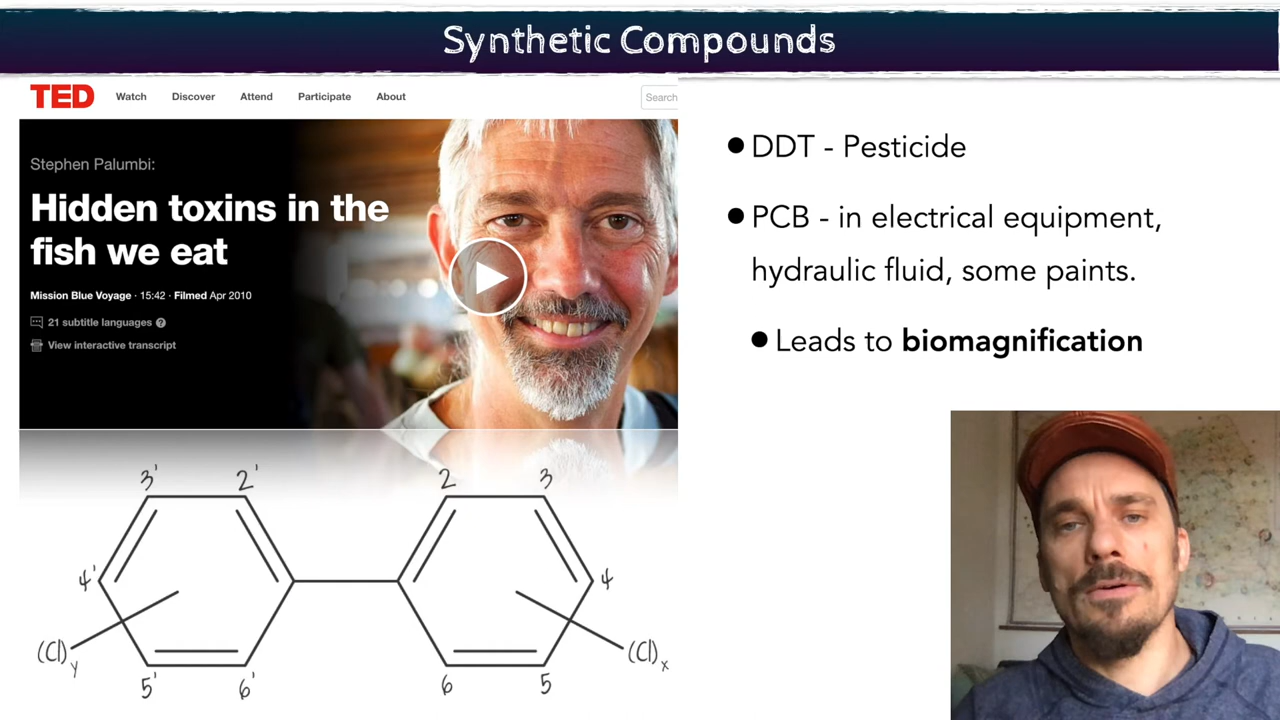 Synthetic Compounds
TED Watch Discover Attend Participate About Search
Stephen Palumbi:
Hidden toxins in the
fish we eat
Mission Blue Voyage · 15:42 · Filmed Apr 2010
21 subtitle languages ?
View interactive transcript
● DDT - Pesticide
● PCB - in electrical equipment,
hydraulic fluid, some paints.
● Leads to biomagnification
3' 2' 2 3
4' 4
(Cl)y (Cl)x
5' 6' 6 5